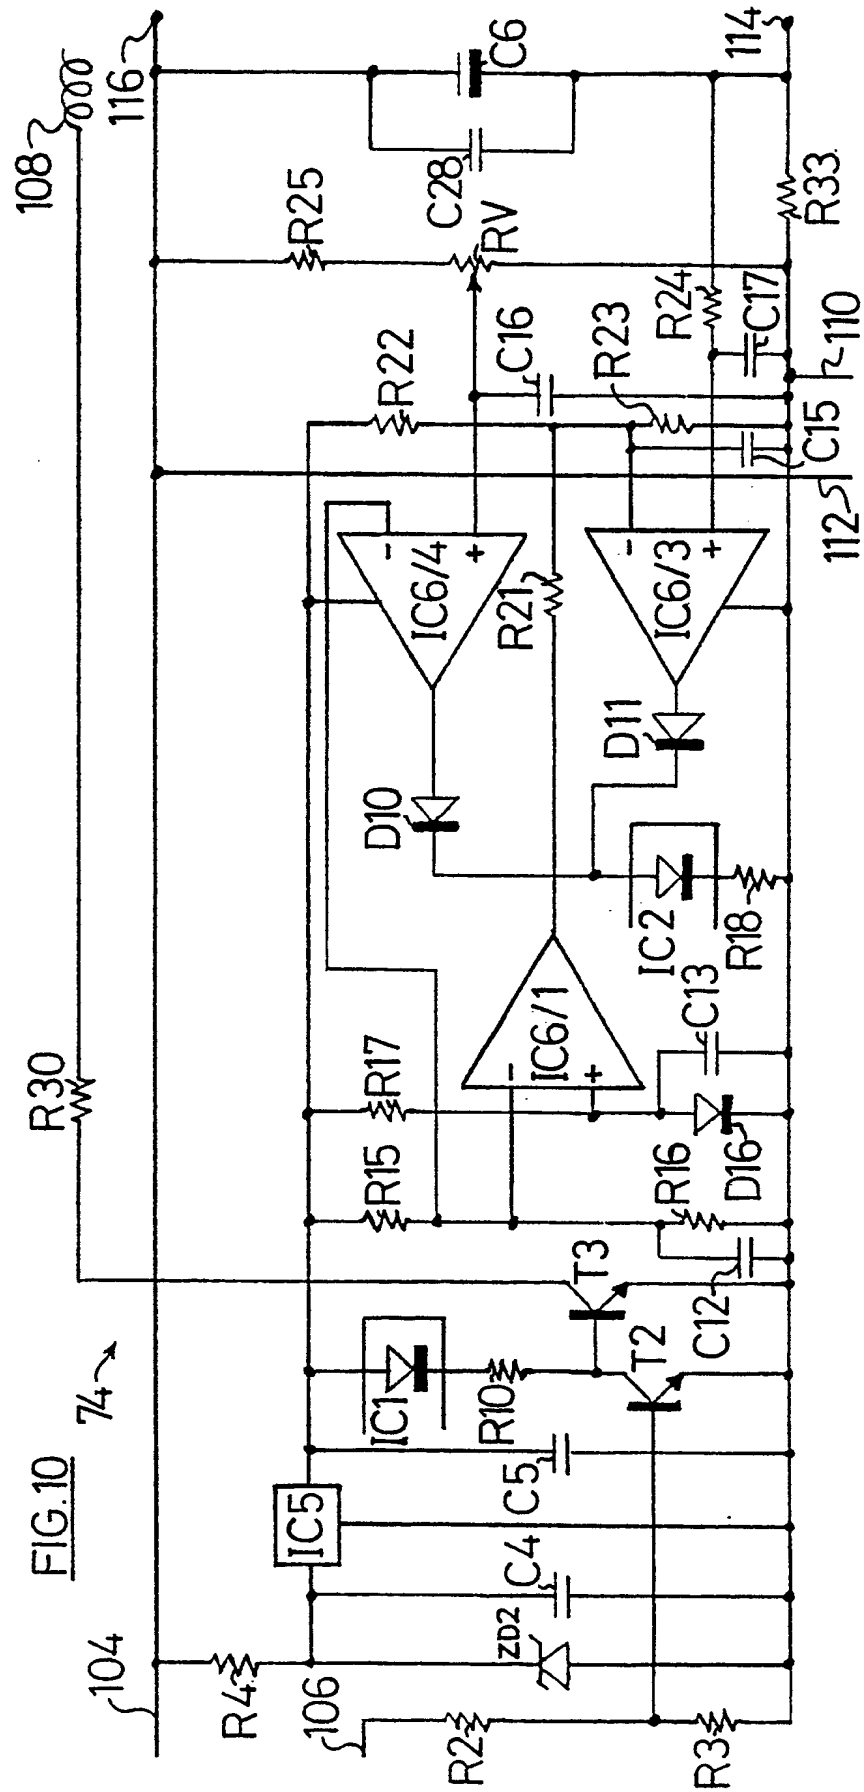 FIG.10
74
104
106
108
116
114
110
112
R30
R4
R2
R3
ZD2
C4
IC5
C5
IC1
R10
T2
T3
C12
R15
R16
R17
D16
C13
IC6/1
-
+
IC2
R18
D10
D11
R21
IC6/4
-
+
IC6/3
-
+
R22
R23
C15
C16
R24
C17
R25
RV
C28
C6
R33